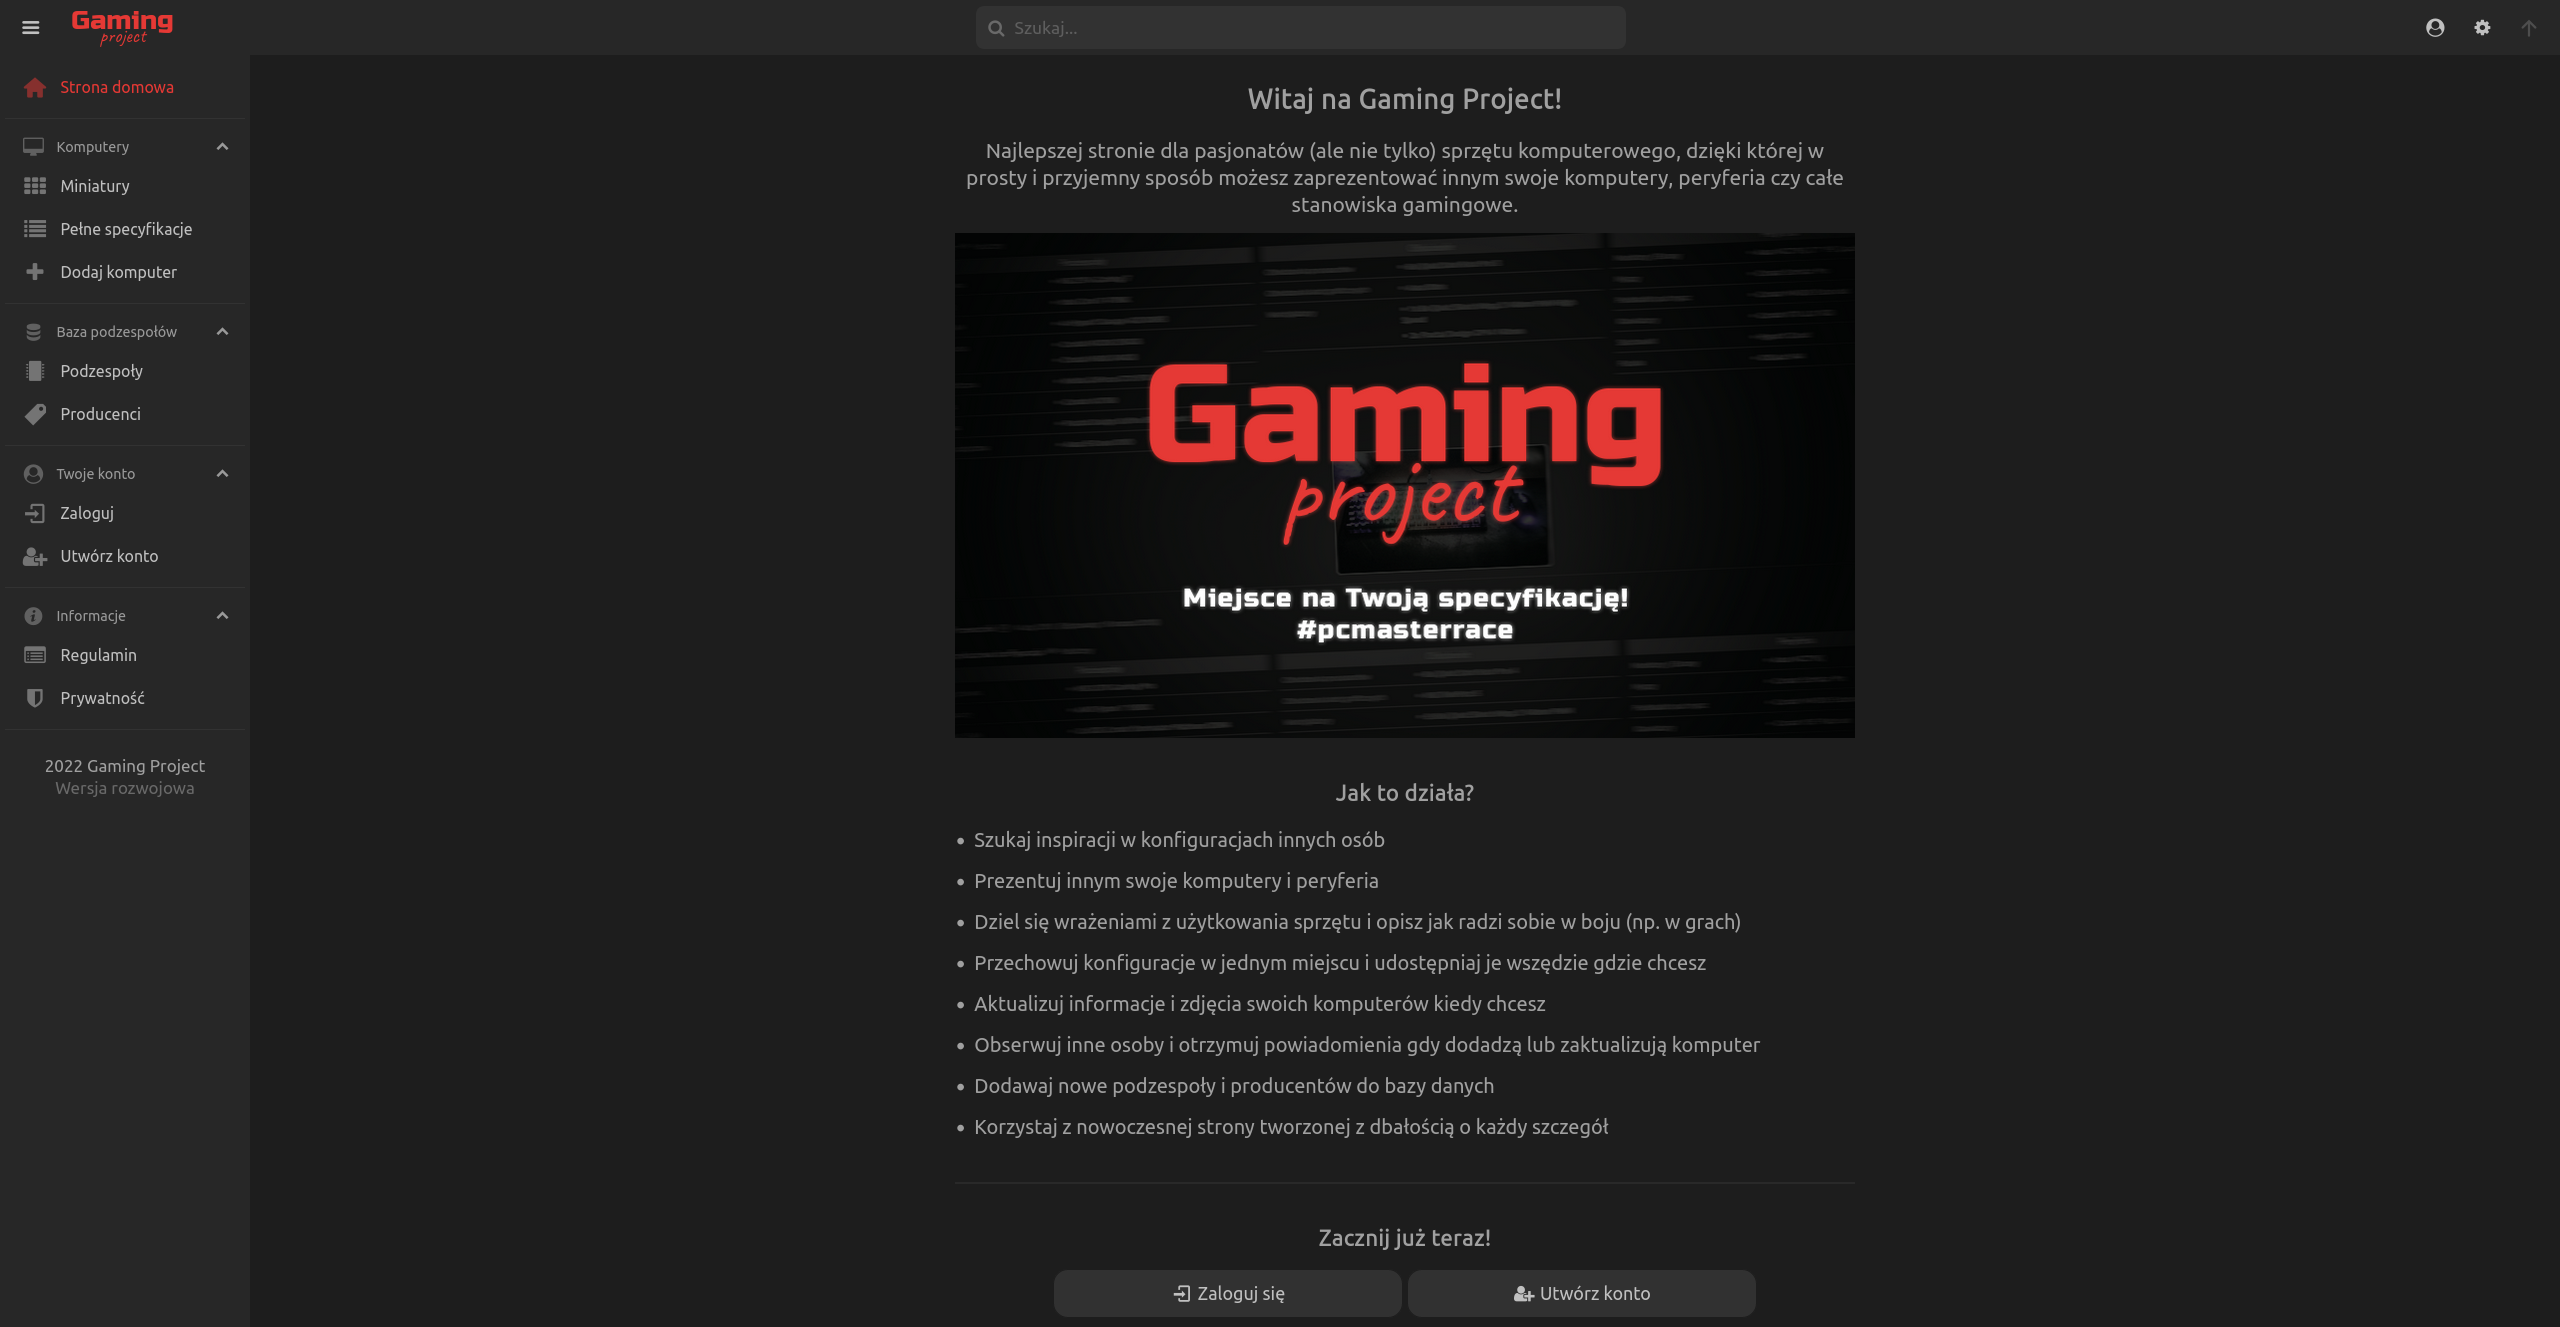 Gaming
project
Szukaj...
Strona domowa
Komputery
Miniatury
Pełne specyfikacje
Dodaj komputer
Baza podzespołów
Podzespoły
Producenci
Twoje konto
Zaloguj
Utwórz konto
Informacje
Regulamin
Prywatność
2022 Gaming Project
Wersja rozwojowa
Witaj na Gaming Project!
Najlepszej stronie dla pasjonatów (ale nie tylko) sprzętu komputerowego, dzięki której w
prosty i przyjemny sposób możesz zaprezentować innym swoje komputery, peryferia czy całe
stanowiska gamingowe.
Gaming
project
Miejsce na Twoją specyfikację!
#pcmasterrace
Jak to działa?
• Szukaj inspiracji w konfiguracjach innych osób
• Prezentuj innym swoje komputery i peryferia
• Dziel się wrażeniami z użytkowania sprzętu i opisz jak radzi sobie w boju (np. w grach)
• Przechowuj konfiguracje w jednym miejscu i udostępniaj je wszędzie gdzie chcesz
• Aktualizuj informacje i zdjęcia swoich komputerów kiedy chcesz
• Obserwuj inne osoby i otrzymuj powiadomienia gdy dodadzą lub zaktualizują komputer
• Dodawaj nowe podzespoły i producentów do bazy danych
• Korzystaj z nowoczesnej strony tworzonej z dbałością o każdy szczegół
Zacznij już teraz!
Zaloguj się
Utwórz konto